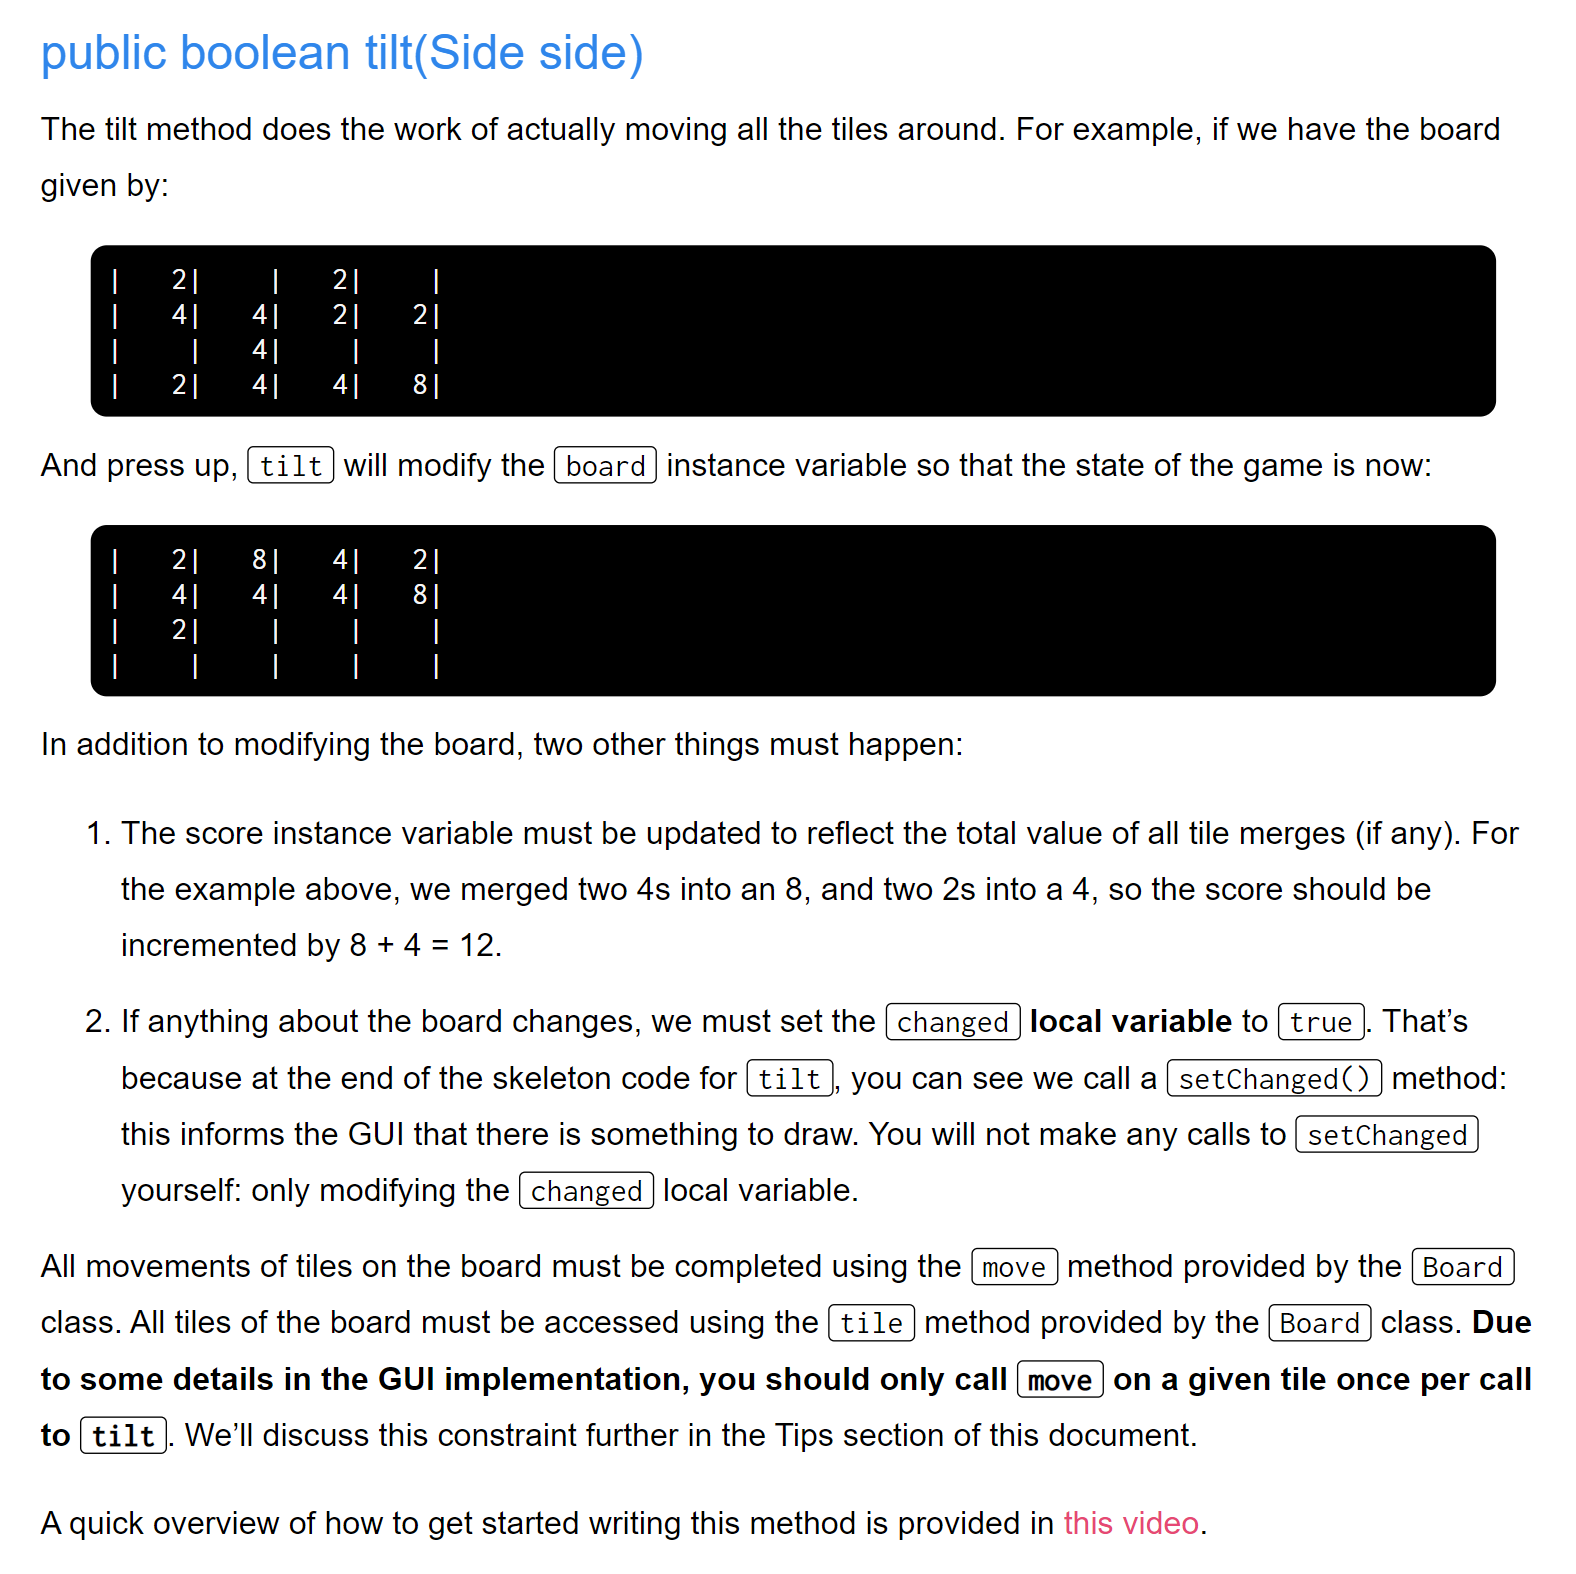 public boolean tilt(Side side)
The tilt method does the work of actually moving all the tiles around. For example, if we have the board
given by:
|   2|    |   2|    |
|   4|   4|   2|   2|
|    |   4|    |    |
|   2|   4|   4|   8|
And press up, tilt will modify the board instance variable so that the state of the game is now:
|   2|   8|   4|   2|
|   4|   4|   4|   8|
|   2|    |    |    |
|    |    |    |    |
In addition to modifying the board, two other things must happen:
1. The score instance variable must be updated to reflect the total value of all tile merges (if any). For
the example above, we merged two 4s into an 8, and two 2s into a 4, so the score should be
incremented by 8 + 4 = 12.
2. If anything about the board changes, we must set the changed local variable to true. That’s
because at the end of the skeleton code for tilt, you can see we call a setChanged() method:
this informs the GUI that there is something to draw. You will not make any calls to setChanged
yourself: only modifying the changed local variable.
All movements of tiles on the board must be completed using the move method provided by the Board
class. All tiles of the board must be accessed using the tile method provided by the Board class. Due
to some details in the GUI implementation, you should only call move on a given tile once per call
to tilt. We’ll discuss this constraint further in the Tips section of this document.
A quick overview of how to get started writing this method is provided in this video.